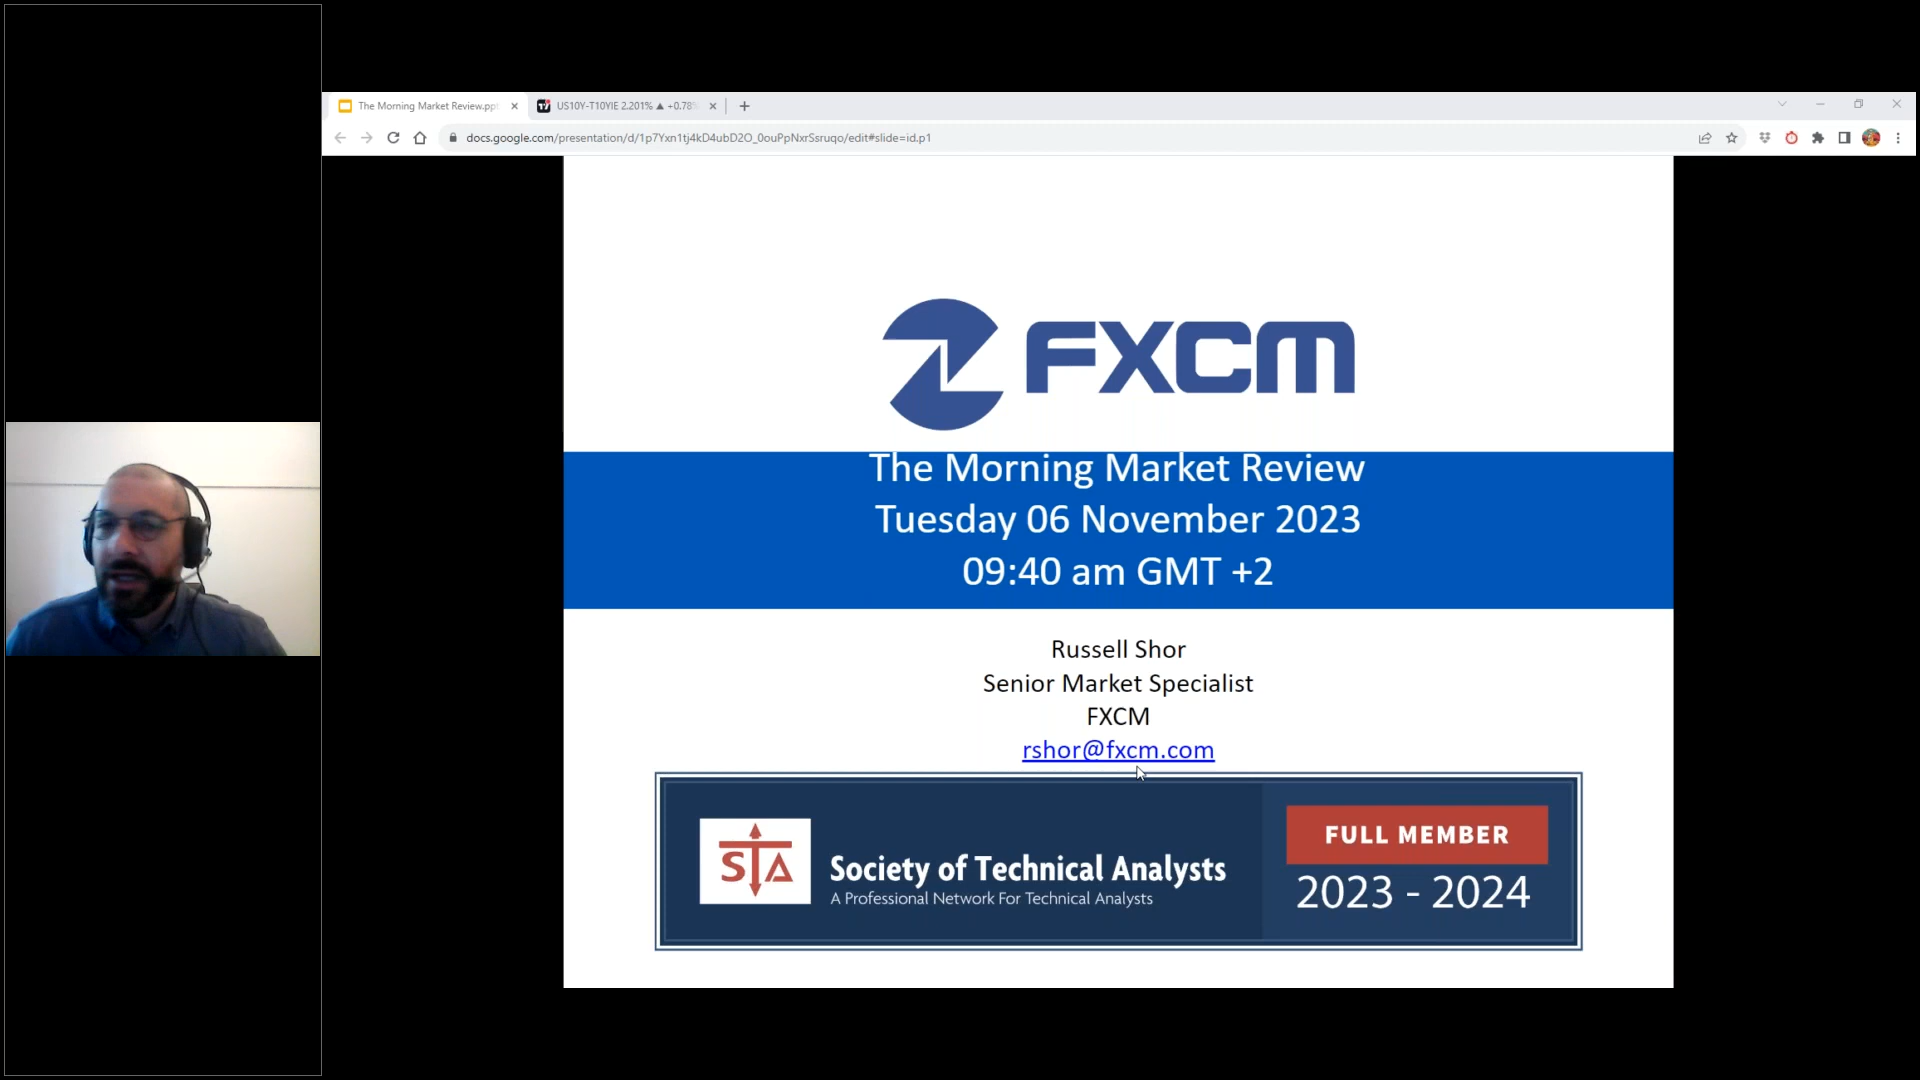 The Morning Market Review.ppt
US10Y-T10YIE 2.201% ▲ +0.78%
docs.google.com/presentation/d/1p7Yxn1tj4kD4ubD2O_0ouPpNxrSsruqo/edit#slide=id.p1
FXCM
The Morning Market Review
Tuesday 06 November 2023
09:40 am GMT +2
Russell Shor
Senior Market Specialist
FXCM
rshor@fxcm.com
STA
Society of Technical Analysts
A Professional Network For Technical Analysts
FULL MEMBER
2023 - 2024